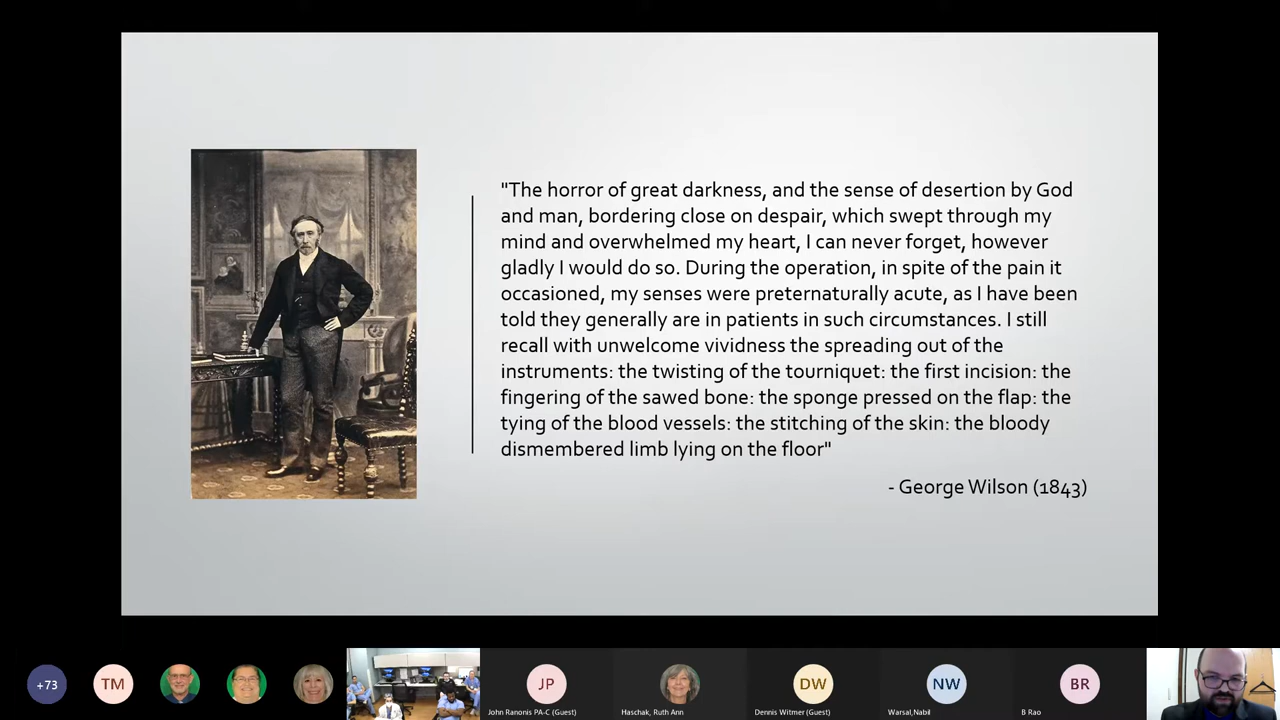 "The horror of great darkness, and the sense of desertion by God
and man, bordering close on despair, which swept through my
mind and overwhelmed my heart, I can never forget, however
gladly I would do so. During the operation, in spite of the pain it
occasioned, my senses were preternaturally acute, as I have been
told they generally are in patients in such circumstances. I still
recall with unwelcome vividness the spreading out of the
instruments: the twisting of the tourniquet: the first incision: the
fingering of the sawed bone: the sponge pressed on the flap: the
tying of the blood vessels: the stitching of the skin: the bloody
dismembered limb lying on the floor"
- George Wilson (1843)
+73
TM
JP
DW
NW
BR
John Ranonis PA-C (Guest)
Haschak, Ruth Ann
Dennis Witmer (Guest)
Warsal,Nabil
B Rao